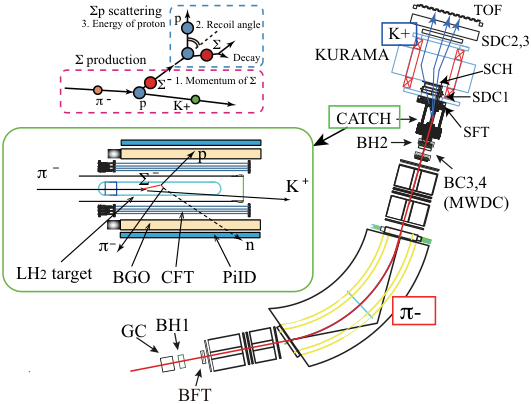 Σp scattering
3. Energy of proton
p
2. Recoil angle
Σ⁻
Decay
Σ production
Σ⁻
1. Momentum of Σ⁻
π -
p
K+
TOF
K+
SDC2,3
KURAMA
SCH
SDC1
SFT
CATCH
BH2
BC3,4
(MWDC)
π⁻
p
Σ⁻
K⁺
π⁻
n
LH2 target
BGO
CFT
PiID
π-
GC
BH1
BFT